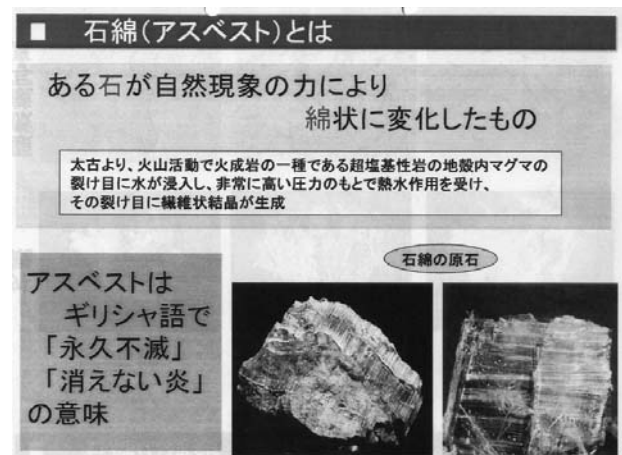 ■ 石綿(アスベスト)とは
ある石が自然現象の力により
綿状に変化したもの
太古より、火山活動で火成岩の一種である超塩基性岩の地殻内マグマの
裂け目に水が浸入し、非常に高い圧力のもとで熱水作用を受け、
その裂け目に繊維状結晶が生成
石綿の原石
アスベストは
ギリシャ語で
「永久不滅」
「消えない炎」
の意味